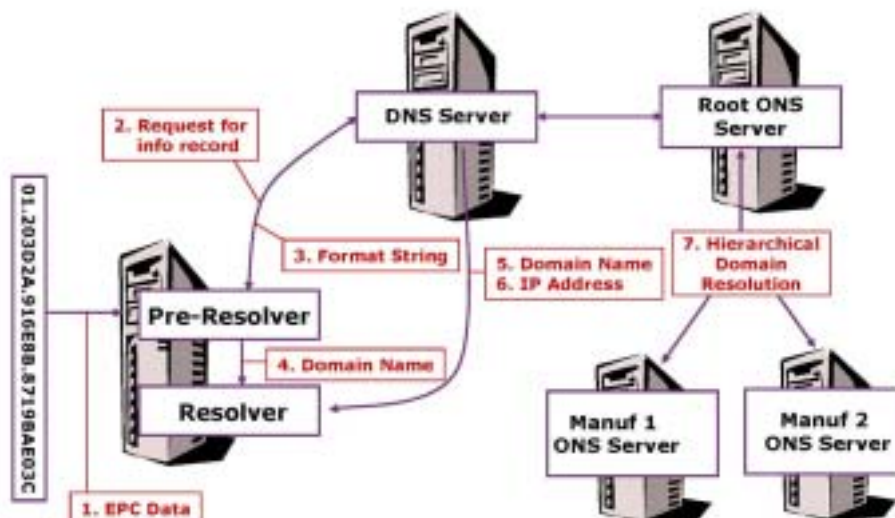 DNS Server
Root ONS
Server
2. Request for
info record
01.203D2A.916E8B.8719BAE03C
3. Format String
5. Domain Name
6. IP Address
7. Hierarchical
Domain
Resolution
Pre-Resolver
4. Domain Name
Resolver
Manuf 1
ONS Server
Manuf 2
ONS Server
1. EPC Data